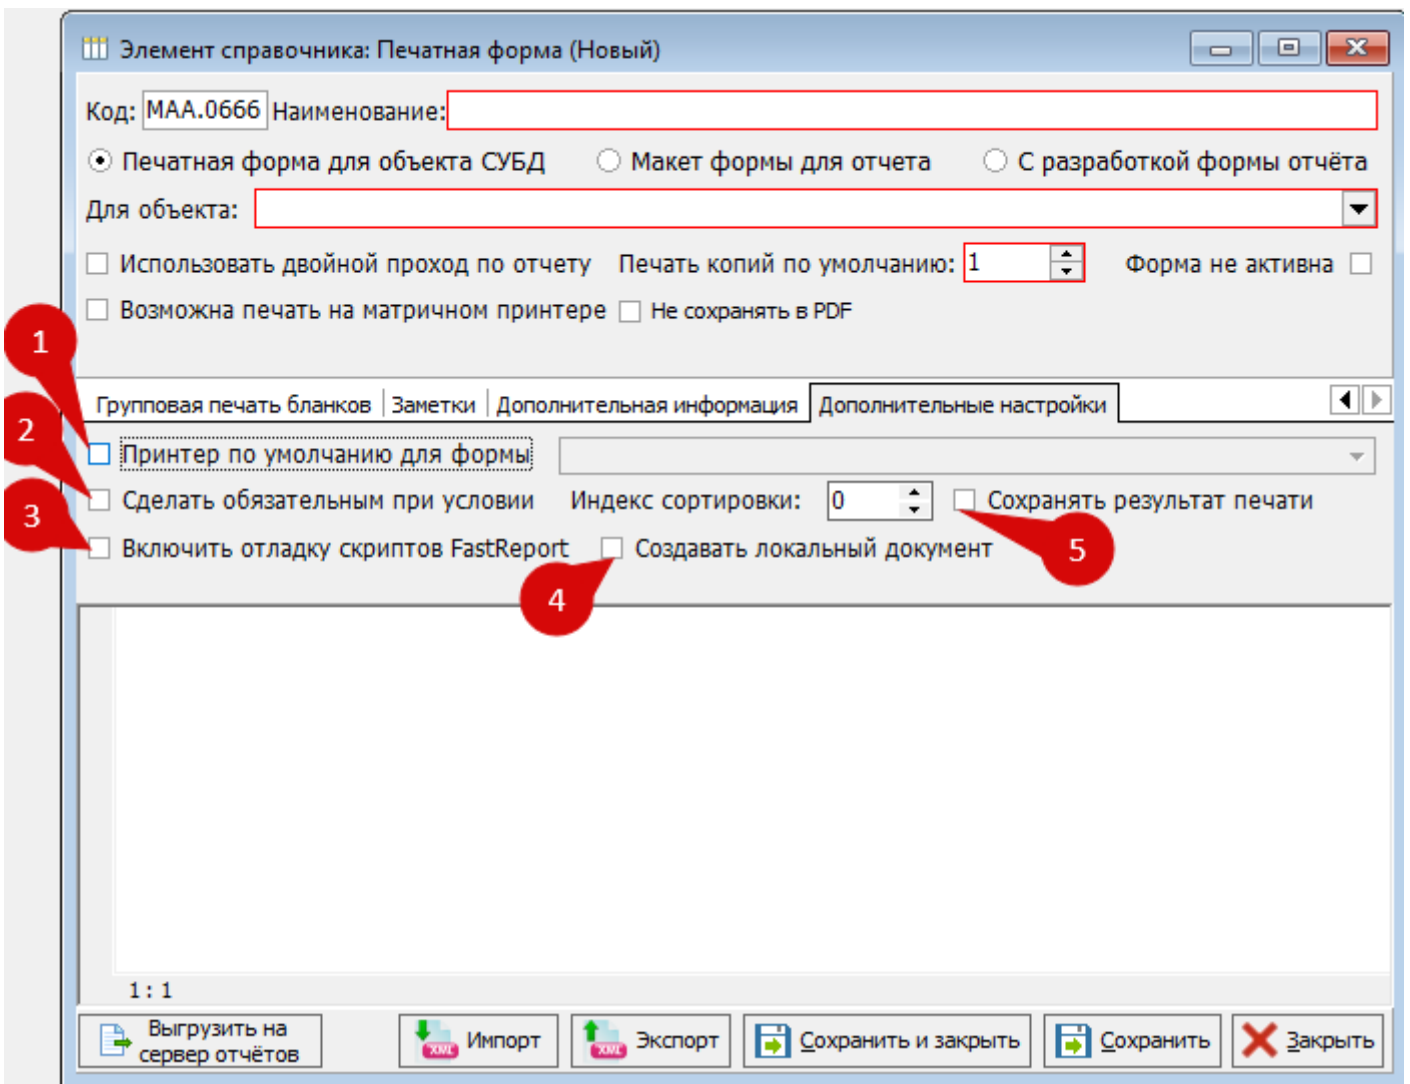 Элемент справочника: Печатная форма (Новый)
Код: МАА.0666 Наименование:
Печатная форма для объекта СУБД Макет формы для отчета С разработкой формы отчёта
Для объекта:
Использовать двойной проход по отчету Печать копий по умолчанию: 1 Форма не активна
Возможна печать на матричном принтере Не сохранять в PDF
1
Групповая печать бланков Заметки Дополнительная информация Дополнительные настройки
2
Принтер по умолчанию для формы
Сделать обязательным при условии Индекс сортировки: 0 Сохранять результат печати
3
Включить отладку скриптов FastReport Создавать локальный документ
5
4
1: 1
Выгрузить на
сервер отчётов
XML Импорт XML Экспорт Сохранить и закрыть Сохранить Закрыть